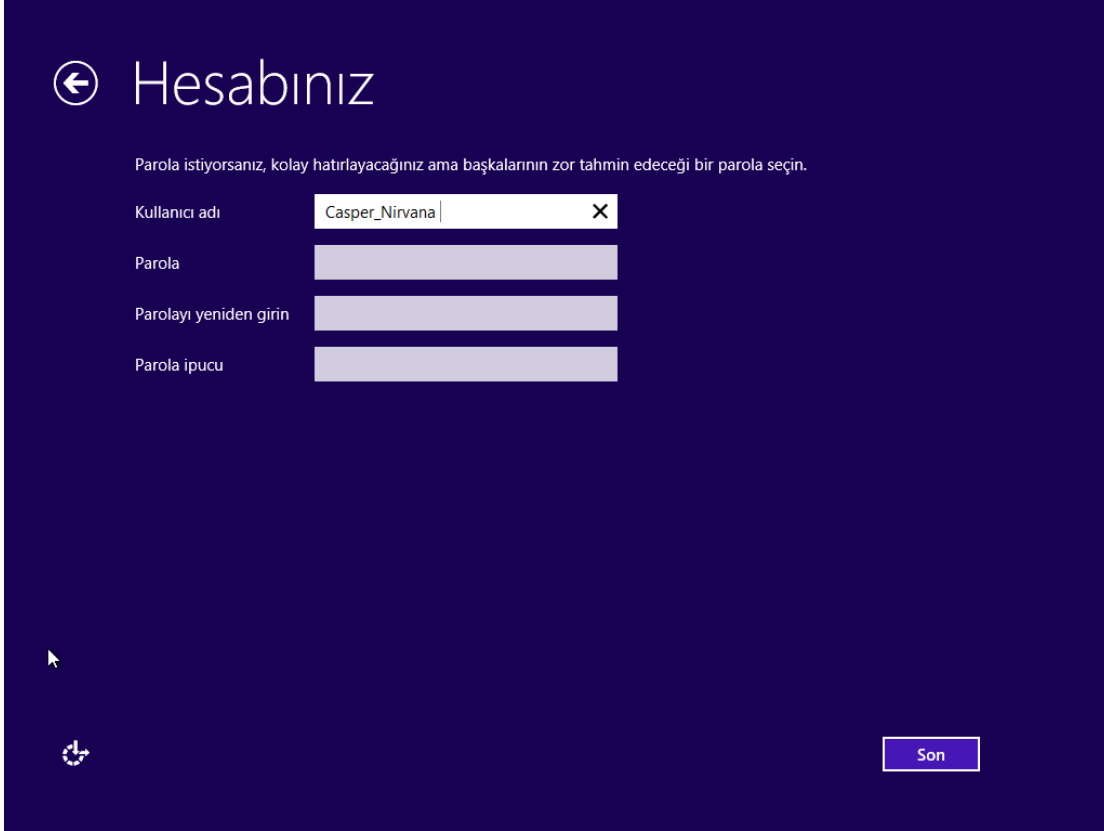 Hesabınız
Parola istiyorsanız, kolay hatırlayacağınız ama başkalarının zor tahmin edeceği bir parola seçin.
Kullanıcı adı Casper_Nirvana
Parola
Parolayı yeniden girin
Parola ipucu
Son